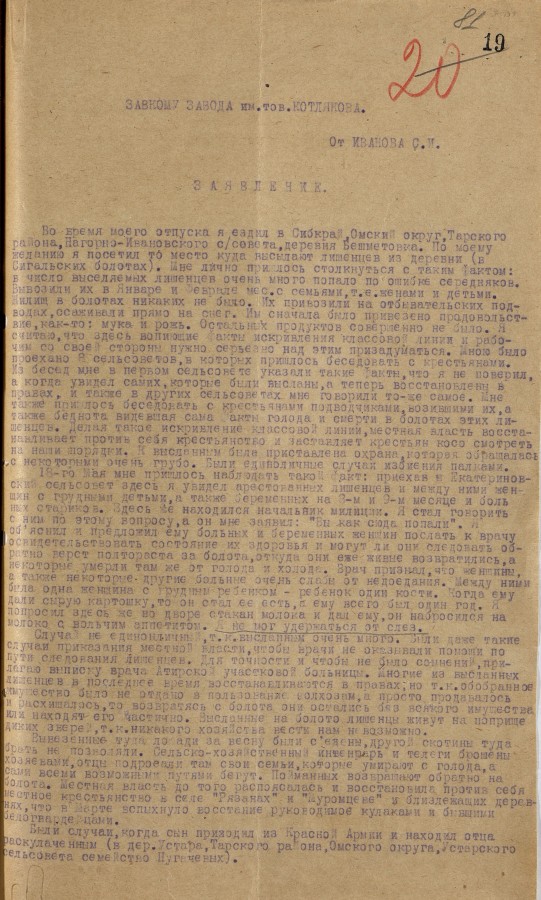 81
19
20
ЗАВКОМУ ЗАВОДА им.тов.КОТЛЯКОВА.
От ИВАНОВА С.И.
ЗАЯВЛЕНИЕ.
Во время моего отпуска я ездил в Сибкрай,Омский округ,Тарского
района,Нагорно-Ивановского с/совета,деревня Бешметовка. По моему
желанию я посетил то место куда высылают лишенцев из деревни (в
болотах). Мне лично пришлось столкнуться с таким фактом:
в число выселяемых лишенцев очень много попало по ошибке середняков.
Вывозили их в Январе и Феврале мес.с семьями,т.е.женами и детьми.
Жилищ в болотах никаких не было. Их привозили на обывательских под-
водах,ссаживали прямо на снег. Им сначала было привезено продовольст-
вие,как-то: мука и рожь. Остальных продуктов совершенно не было. Я
считаю,что здесь вопиющие факты искривления классовой линии и рабо-
чим со своей стороны нужно серьезно над этим призадуматься. Мною было
проехано 8 сельсоветов,в которых пришлось беседовать с крестьянами.
Из бесед мне в первом сельсовете указали такие факты,что я не поверил,
а когда увидел самих,которые были высланы,а теперь восстановлены в
правах, и также в других сельсоветах мне говорили то-же самое. Мне
также пришлось беседовать с крестьянами подводчиками,возившими их,а
также беднота видевшая сама факты голода и смерти в болотах этих ли-
шенцев. Делая такое искривление классовой линии,местная власть восста-
навливает против себя крестьянство и заставляет крестьян косо смотреть
на наши порядки. К высланным была приставлена охрана,которая обращалась
с некоторыми очень грубо. Были единоличные случаи избиения палками.
18-го Мая мне пришлось наблюдать такой факт: приехав в Екатеринов-
ский сельсовет здесь я увидел арестованных лишенцев и между ними жен-
щин с грудными детьми,а также беременных на 8-м и 9-м месяце и боль
ных стариков. Здесь же находился начальник милиции. Я стал говорить
с ним по этому вопросу,а он мне заявил: "Вы как сюда попали". Я
об'яснил и предложил ему больных и беременных женщин послать к врачу
освидетельствовать состояние их здоровья и могут ли они следовать об-
ратно верст полтораста за болота,откуда они еще живые возвратились,а
некоторые умерли там же от голода и холода. Врач признал,что женщины,
а также некоторые другие больные очень слабы от недоедания. Между ними
была одна женщина с грудным ребенком - ребенок одни кости. Когда ему
дали сырую картошку,то он стал ее есть,а ему всего был один год. Я
попросил здесь же во дворе стакан молока и дал ему,он набросился на
молоко с волчьим аппетитом. Я не мог удержаться от слез.
Случай не единоличный,т.к.высланных очень много. Были даже такие
случаи приказания местной власти,чтобы врачи не оказывали помощи по
пути следования лишенцев. Для точности и чтобы не было сомнений,при-
лагаю выписку врача Атирской участковой больницы. Многие из высланных
лишенцев в последнее время восстанавливаются в правах;но т.к.обобранное
имущество было не отдано в пользование колхозам,а просто продавалось
и расхищалось,то возвратясь с болота они остались без всякого имущества
или находят его частично. Высланные на болото лишенцы живут на поприще
диких зверей,т.к.никакого хозяйства вести нам не возможно.
Вывезенные туда лошади за весну были с'едены,другой скотины туда
брать не позволяли. Сельско-хозяйственный инвентарь и телеги брошены
хозяевами,отцы подросади там свои семьи,которые умирают с голода,а
сами всеми возможными путями бегут. Пойманных возвращают обратно на
болота. Местная власть до того распоясалась и восстановила против себя
местное крестьянство в селе "Рязанах" и "Муромцеве" и близлежащих дерев-
нях,что в марте вспыхнуло восстание руководимое кулаками и бывшими
белогвардейцами.
Были случаи,когда сын приходил из Красной Армии и находил отца
раскулаченным (в дер.Устара,Тарского района,Омского округа,Устарского
сельсовета семейство Пугачевых).